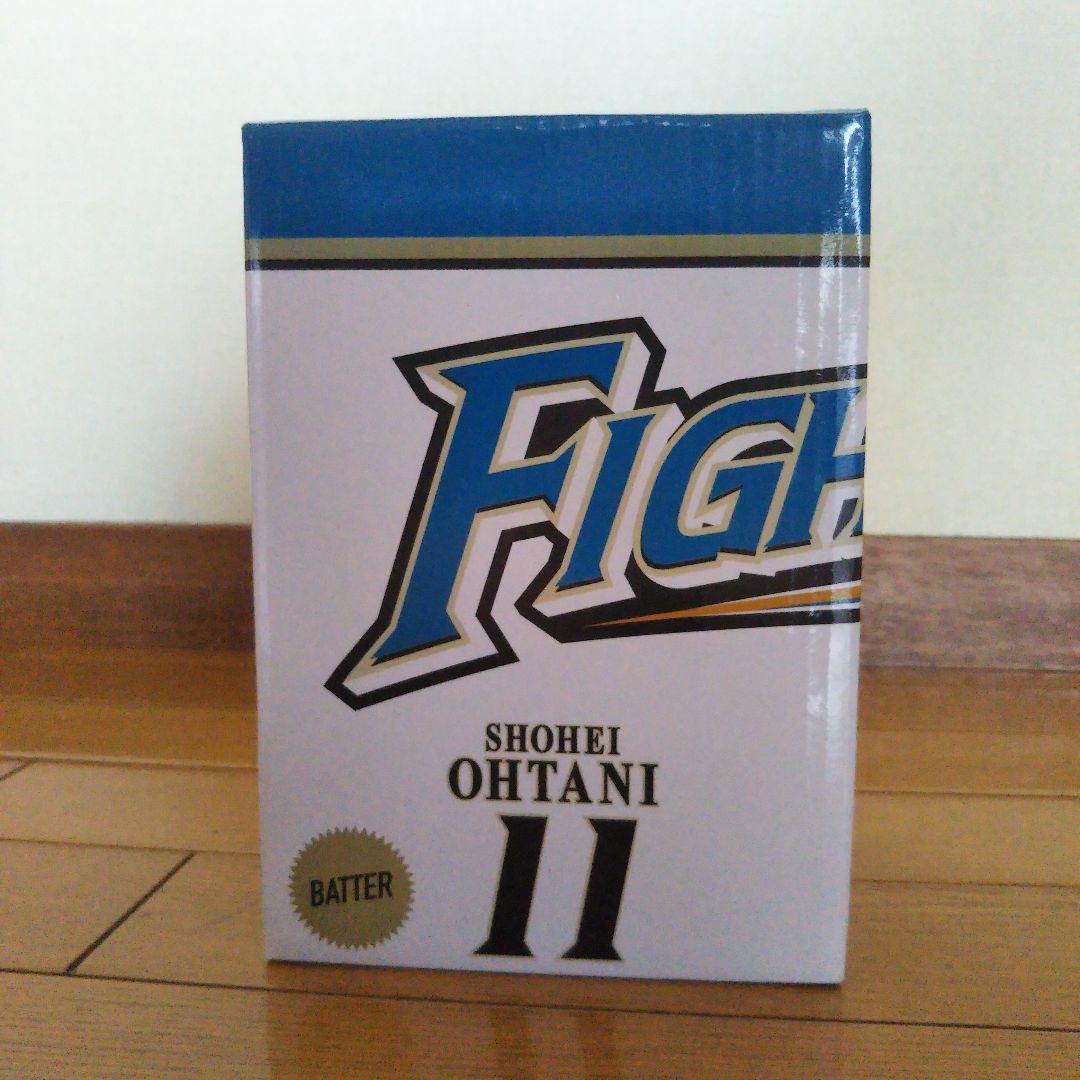 FIGH
SHOHEI
OHTANI
11
BATTER